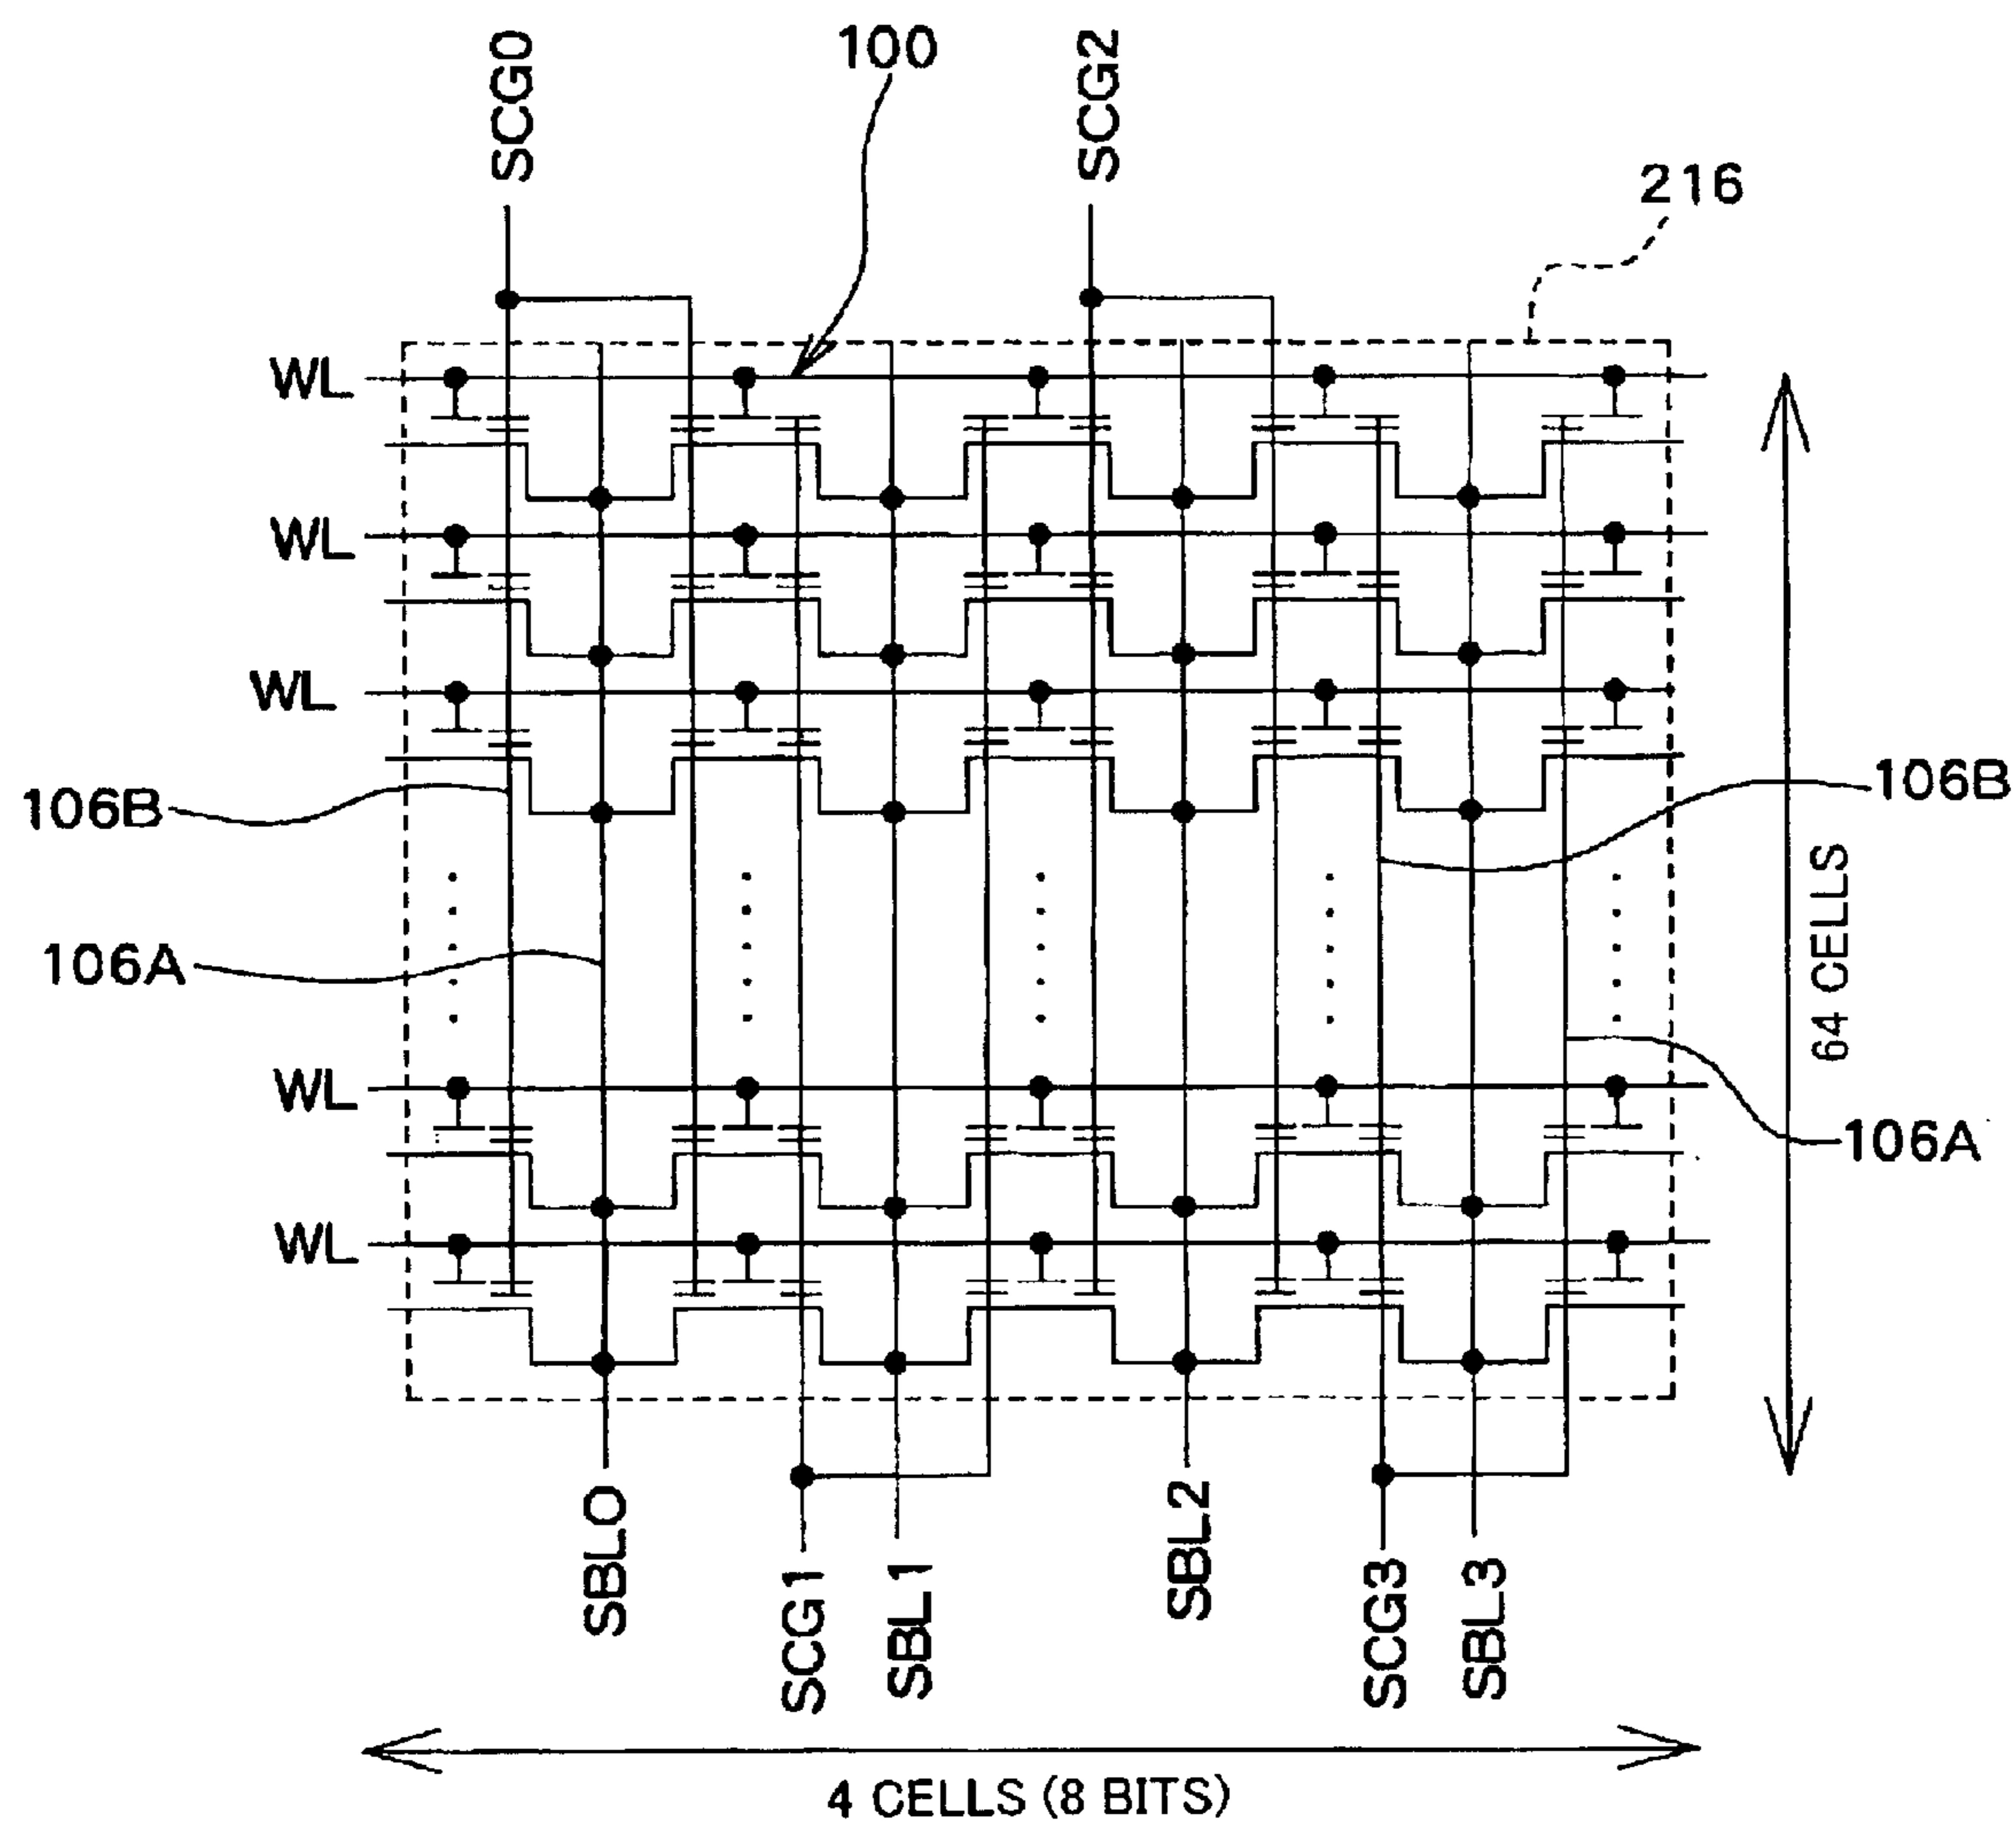 SCG0
100
SCG2
216
WL
WL
WL
106B
106B
64 CELLS
106A
WL
106A
WL
SBL0
SCG1
SBL1
SBL2
SCG3
SBL3
4 CELLS (8 BITS)